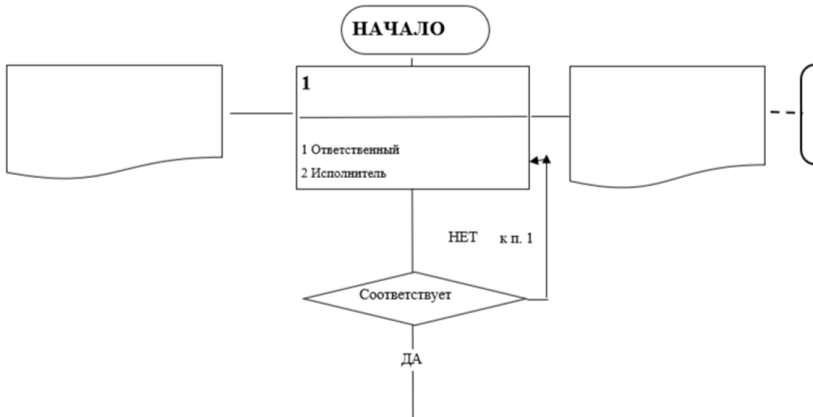 НАЧАЛО
1
1 Ответственный
2 Исполнитель
НЕТ к п. 1
Соответствует
ДА